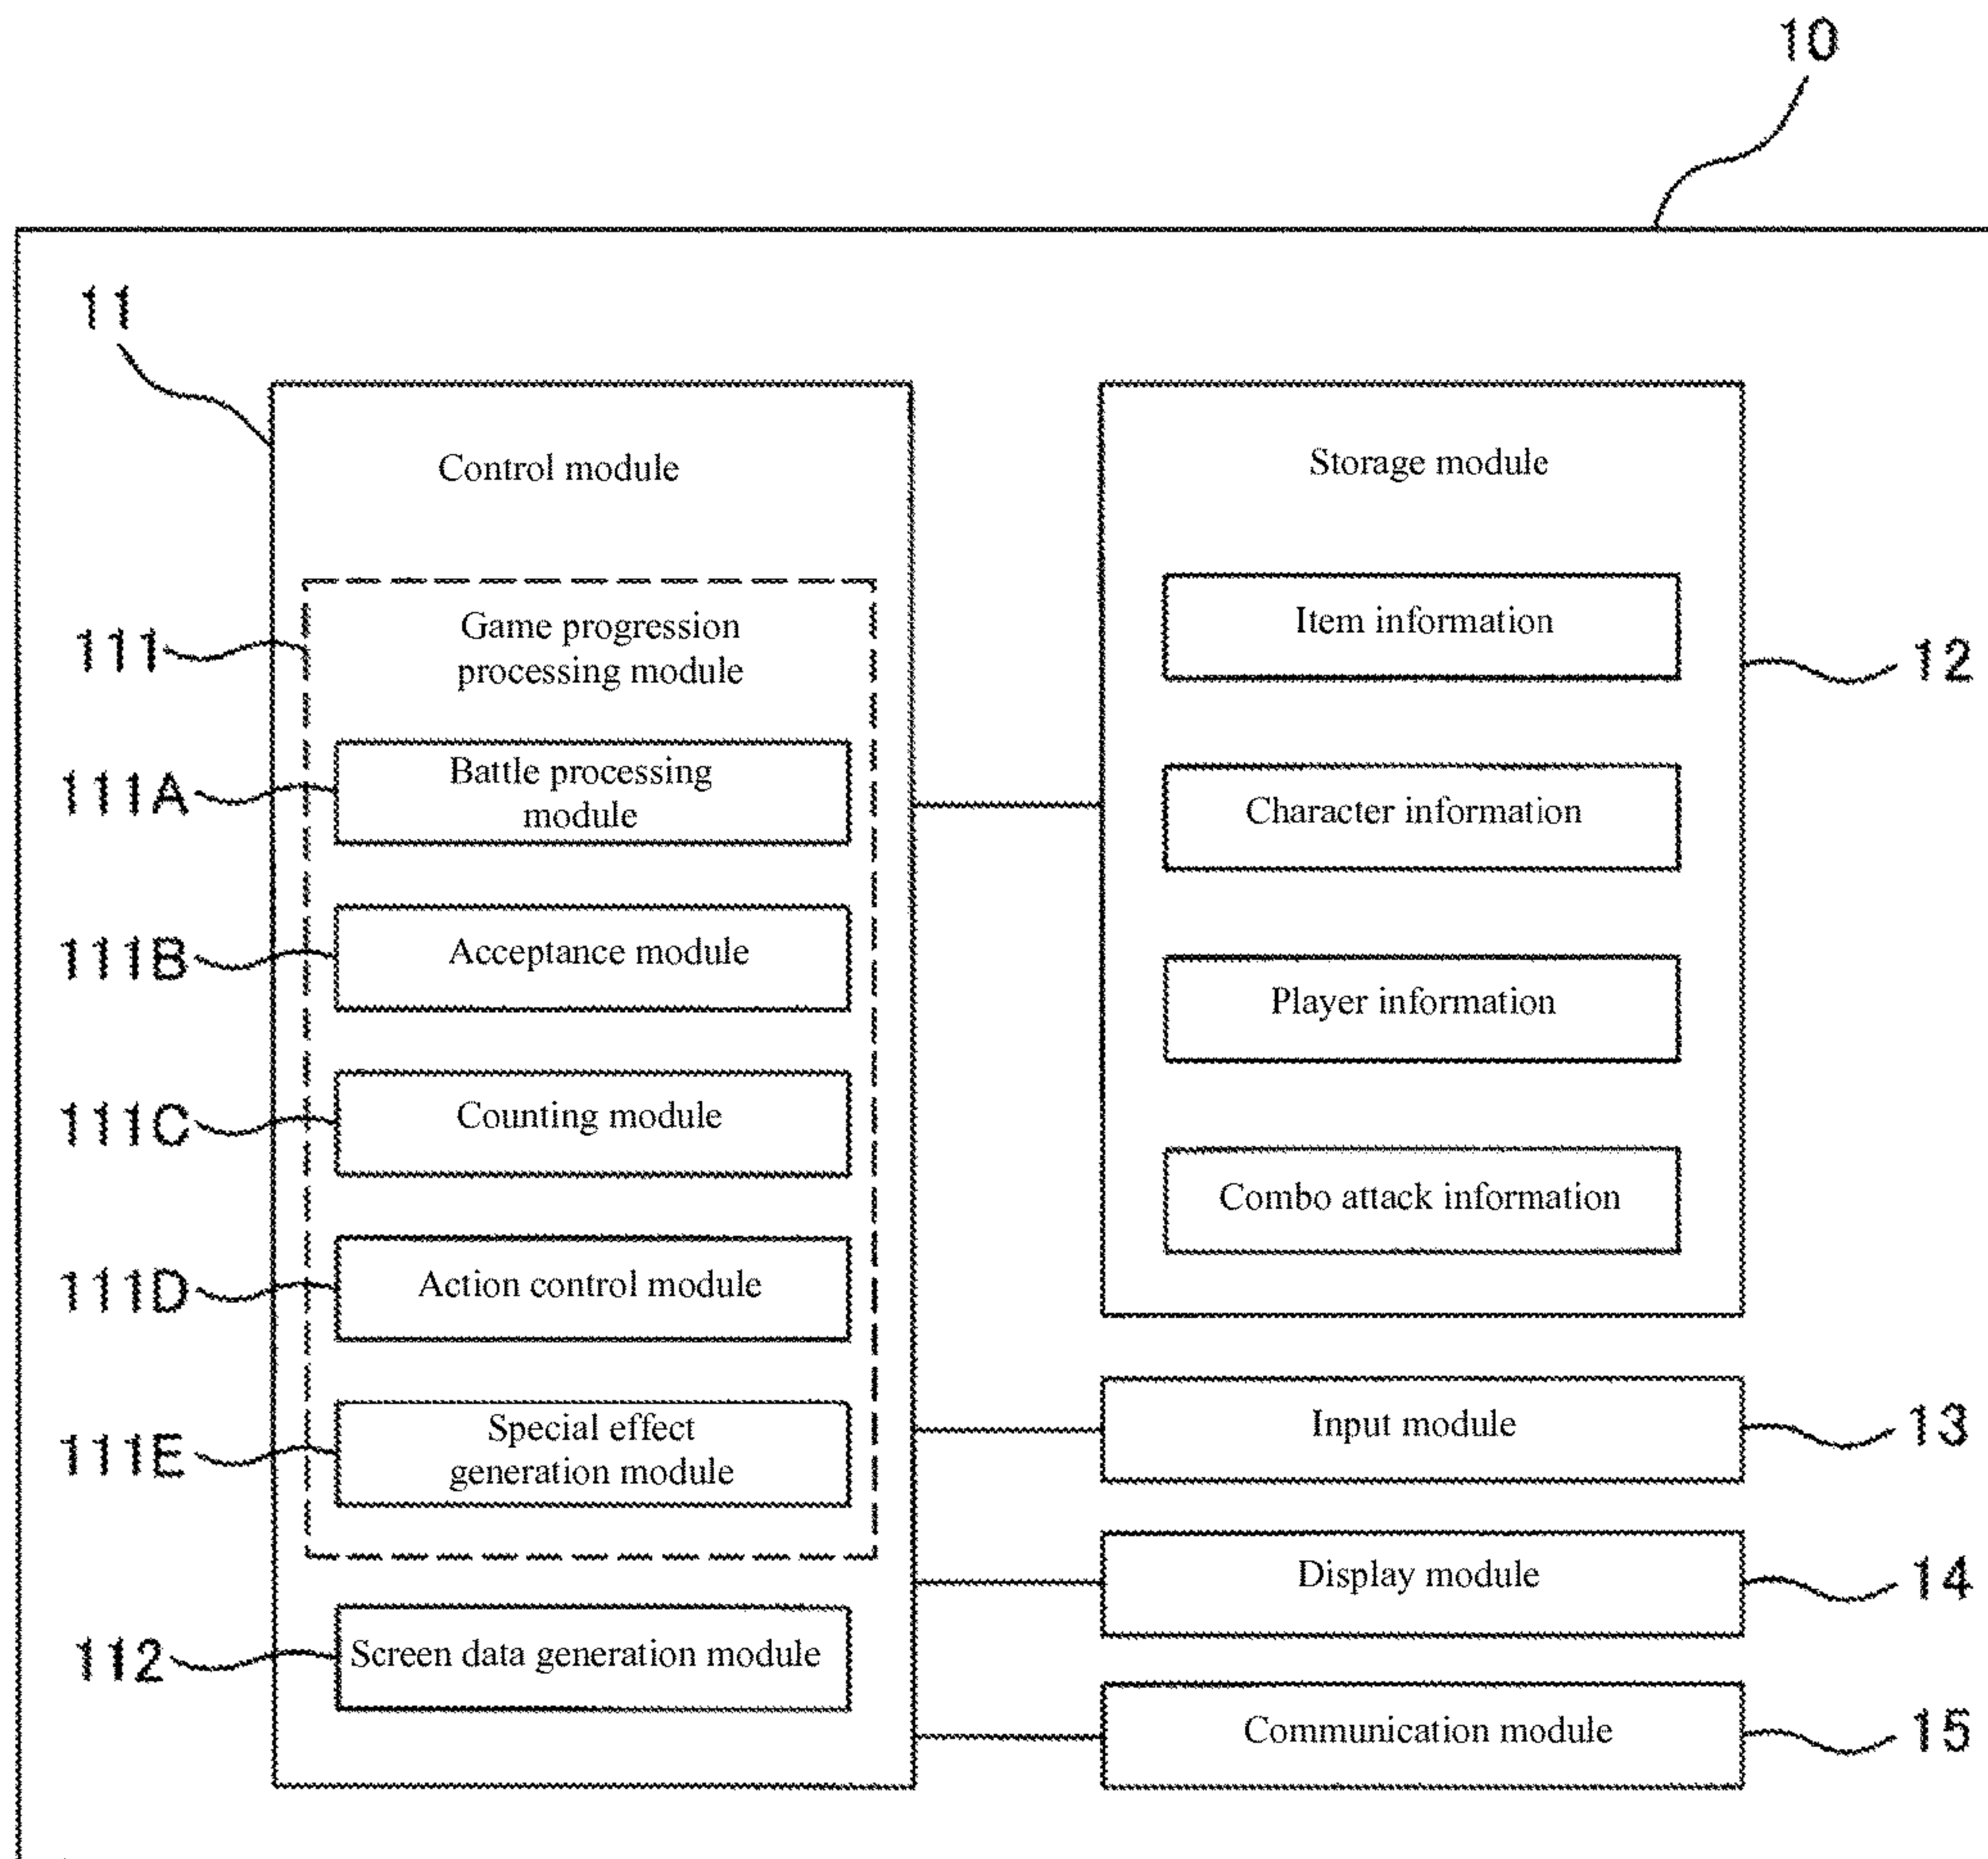 10
11
Control module
111
Game progression
processing module
111A
Battle processing
module
111B
Acceptance module
111C
Counting module
111D
Action control module
111E
Special effect
generation module
112
Screen data generation module
Storage module
12
Item information
Character information
Player information
Combo attack information
Input module
13
Display module
14
Communication module
15